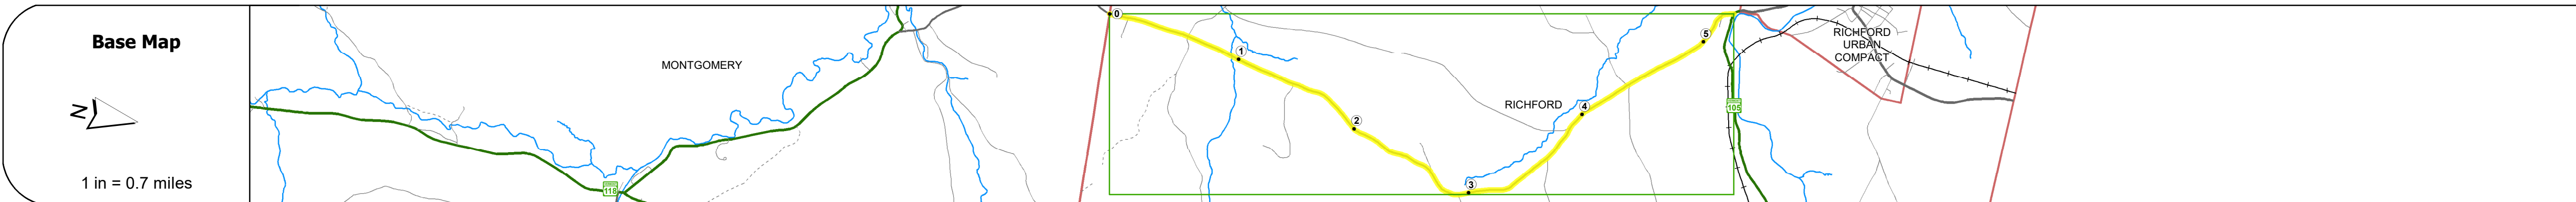 Base Map
N
1 in = 0.7 miles
MONTGOMERY
118
0
1
2
3
4
5
RICHFORD
105
RICHFORD
URBAN
COMPACT